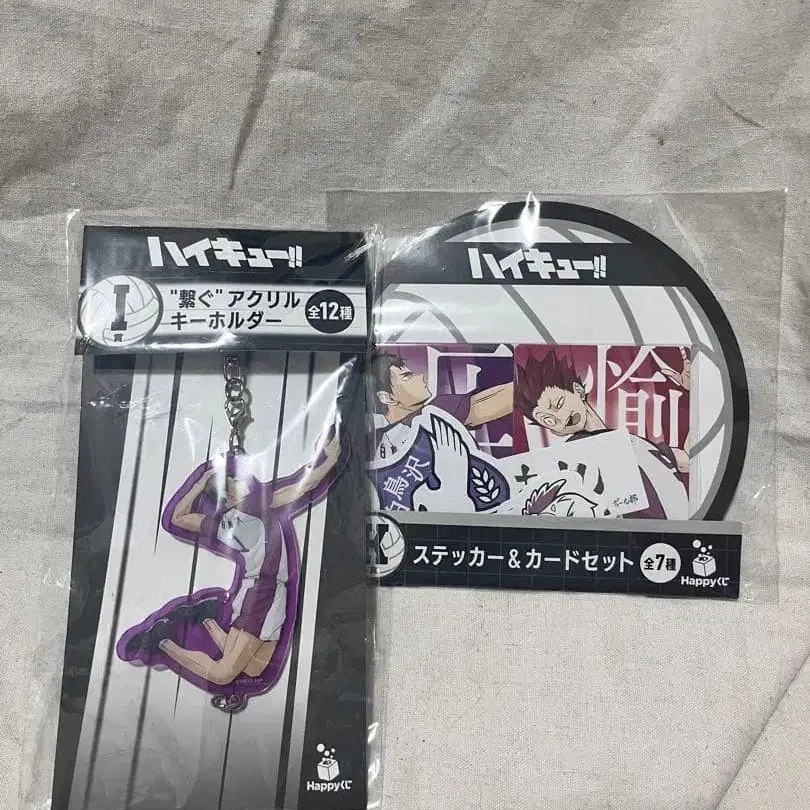 ハイキュー!!
I
賞
"繋ぐ"アクリル
キーホルダー
全12種
Happyくじ
ハイキュー!!
鳥沢
K
ステッカー&カードセット
全7種
Happyくじ